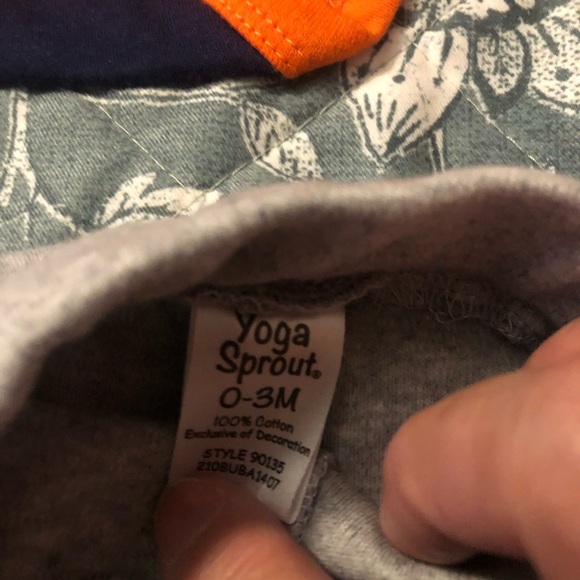 Yoga
Sprout®
0-3M
100% Cotton
Exclusive of Decoration
STYLE 90135
210BUBA1407